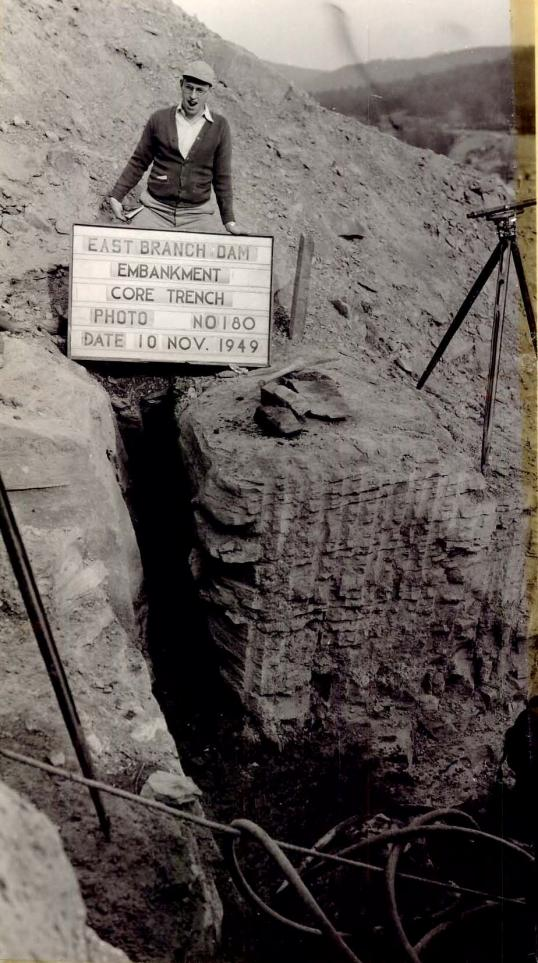 EAST BRANCH DAM
EMBANKMENT
CORE TRENCH
PHOTO NO 180
DATE 10 NOV. 1949